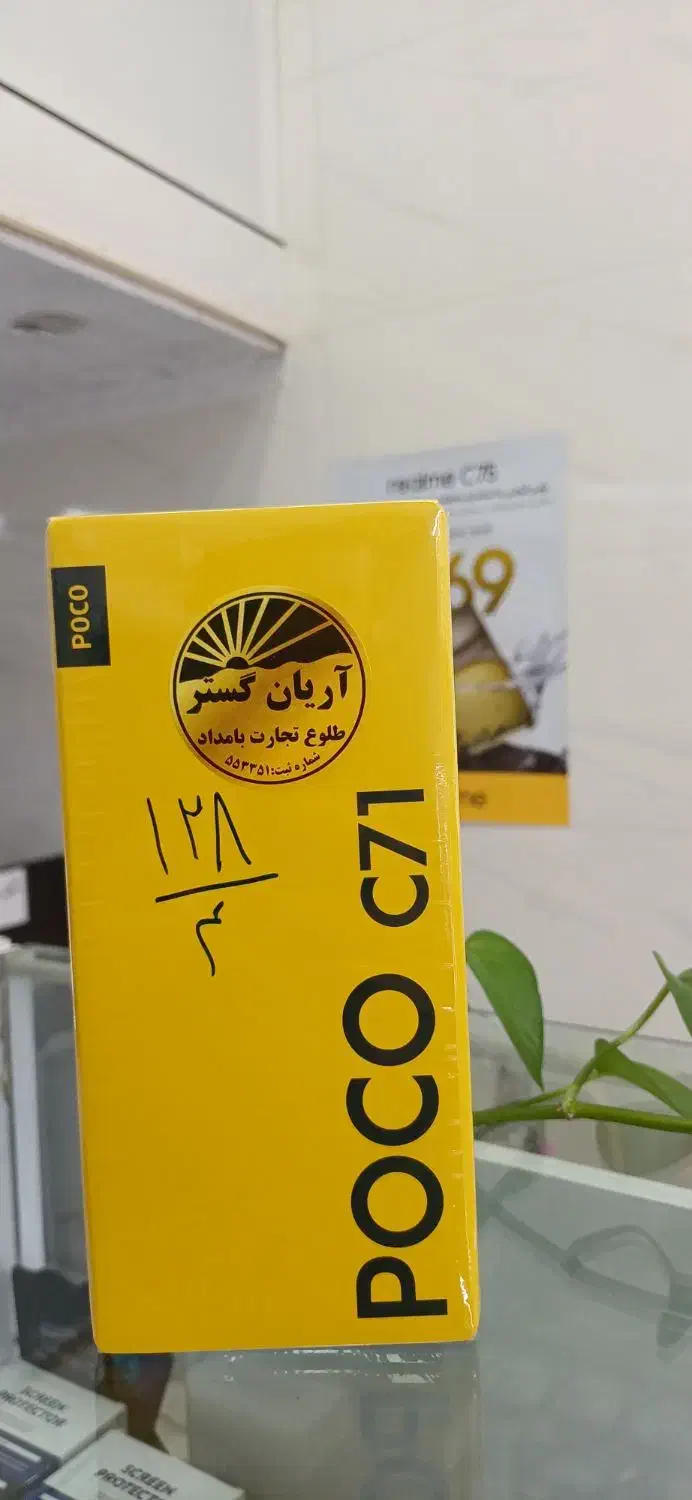 POCO
آریان گستر
طلوع تجارت بامداد
شماره ثبت: ۵۵۳۳۵۱
۱۲۸
۴
POCO C71
realme C75
69
SCREEN
PROTECTOR
SCREEN